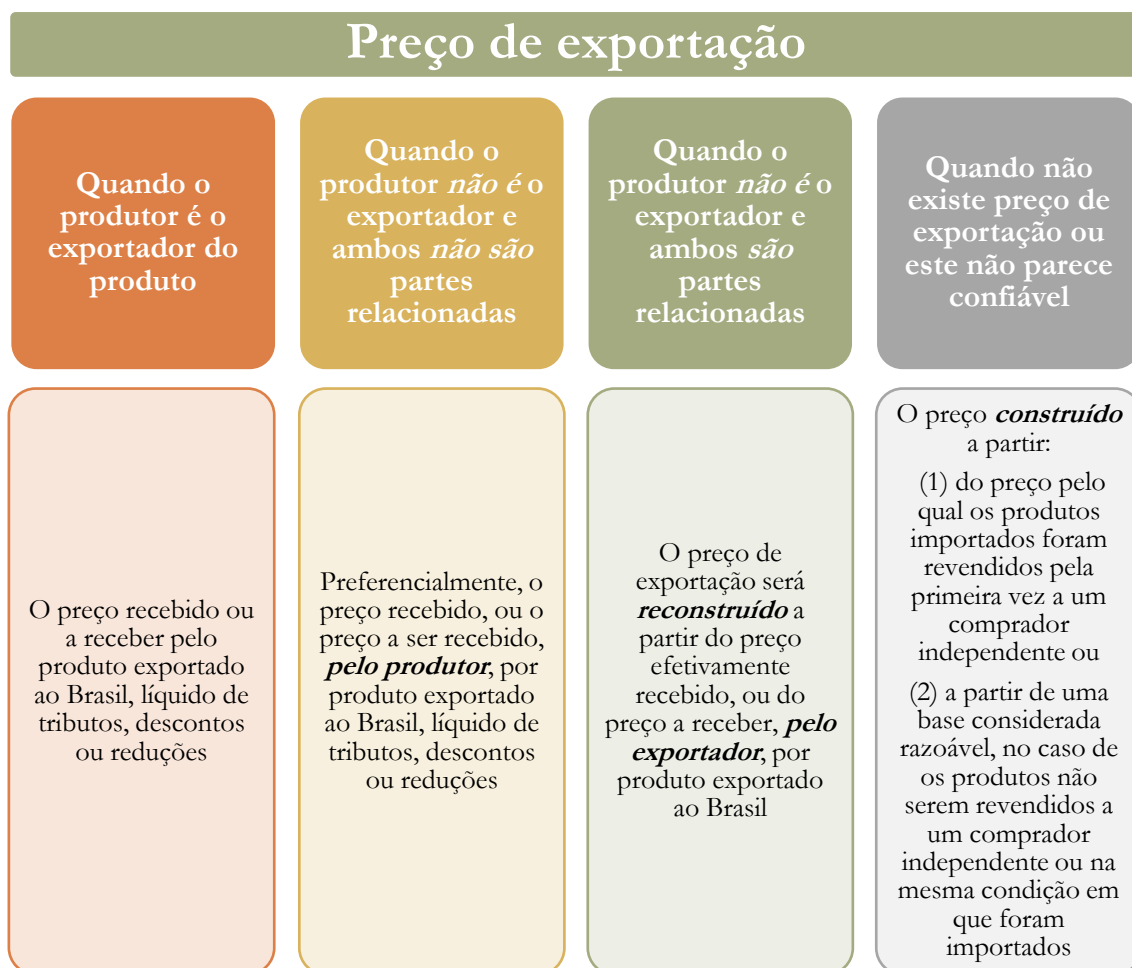 Preço de exportação
Quando o
produtor é o
exportador do
produto
Quando o
produtor não é o
exportador e
ambos não são
partes
relacionadas
Quando o
produtor não é o
exportador e
ambos são
partes
relacionadas
Quando não
existe preço de
exportação ou
este não parece
confiável
O preço recebido ou
a receber pelo
produto exportado
ao Brasil, líquido de
tributos, descontos
ou reduções
Preferencialmente, o
preço recebido, ou o
preço a ser recebido,
pelo produtor, por
produto exportado
ao Brasil, líquido de
tributos, descontos
ou reduções
O preço de
exportação será
reconstruído a
partir do preço
efetivamente
recebido, ou do
preço a receber, pelo
exportador, por
produto exportado
ao Brasil
O preço construído
a partir:
(1) do preço pelo
qual os produtos
importados foram
revendidos pela
primeira vez a um
comprador
independente ou
(2) a partir de uma
base considerada
razoável, no caso de
os produtos não
serem revendidos a
um comprador
independente ou na
mesma condição em
que foram
importados